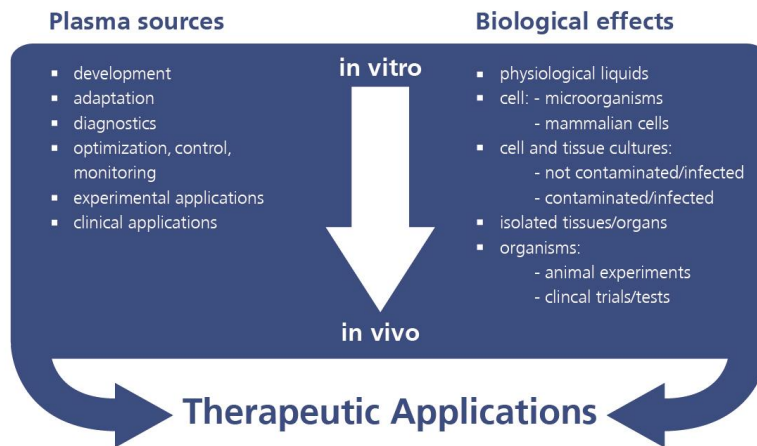 Plasma sources
Biological effects
▪ development
▪ adaptation
▪ diagnostics
▪ optimization, control,
monitoring
▪ experimental applications
▪ clinical applications
in vitro
in vivo
▪ physiological liquids
▪ cell: - microorganisms
- mammalian cells
▪ cell and tissue cultures:
- not contaminated/infected
- contaminated/infected
▪ isolated tissues/organs
▪ organisms:
- animal experiments
- clincal trials/tests
Therapeutic Applications